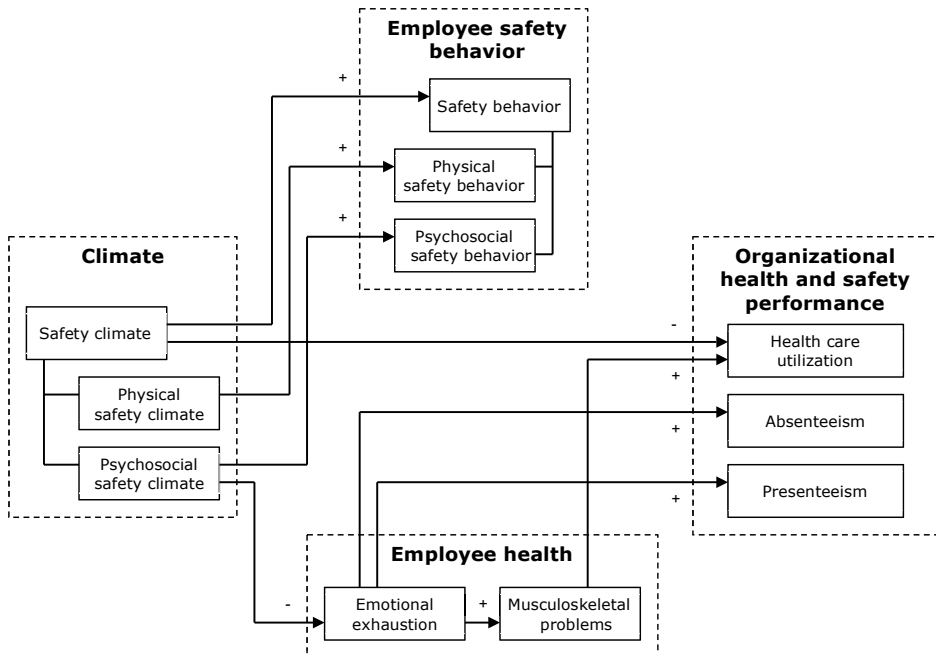 Employee safety
behavior
+
Safety behavior
+
Physical
safety behavior
+
Psychosocial
safety behavior
Climate
Safety climate
Physical
safety climate
Psychosocial
safety climate
Organizational
health and safety
performance
-
Health care
utilization
+
Absenteeism
+
Presenteeism
+
Employee health
-
Emotional
exhaustion
+
Musculoskeletal
problems